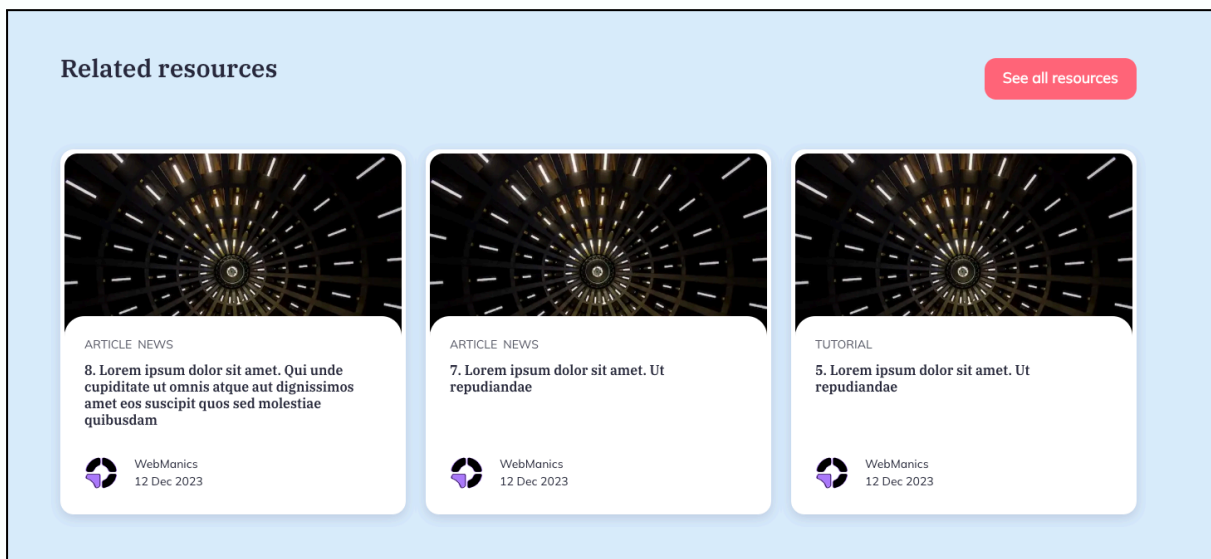 Related resources
See all resources
ARTICLE NEWS
8. Lorem ipsum dolor sit amet. Qui unde
cupiditate ut omnis atque aut dignissimos
amet eos suscipit quos sed molestiae
quibusdam
WebManics
12 Dec 2023
ARTICLE NEWS
7. Lorem ipsum dolor sit amet. Ut
repudiandae
WebManics
12 Dec 2023
TUTORIAL
5. Lorem ipsum dolor sit amet. Ut
repudiandae
WebManics
12 Dec 2023